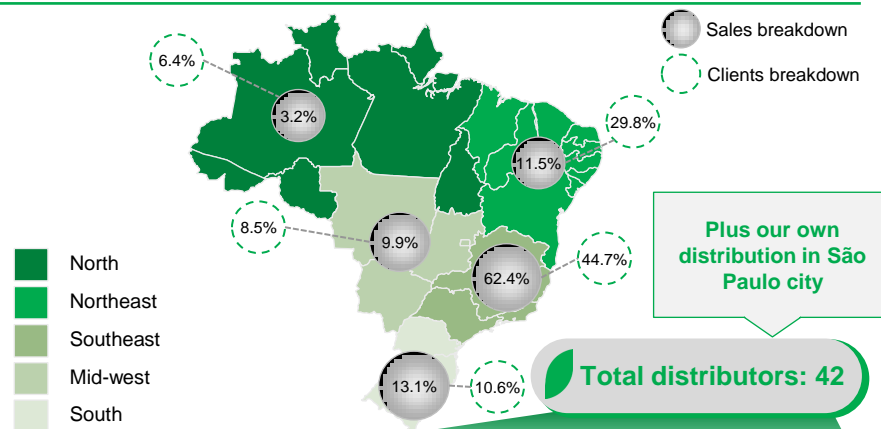 Sales breakdown
Clients breakdown
6.4%
3.2%
29.8%
11.5%
8.5%
9.9%
44.7%
62.4%
13.1%
10.6%
North
Northeast
Southeast
Mid-west
South
Plus our own
distribution in São
Paulo city
Total distributors: 42